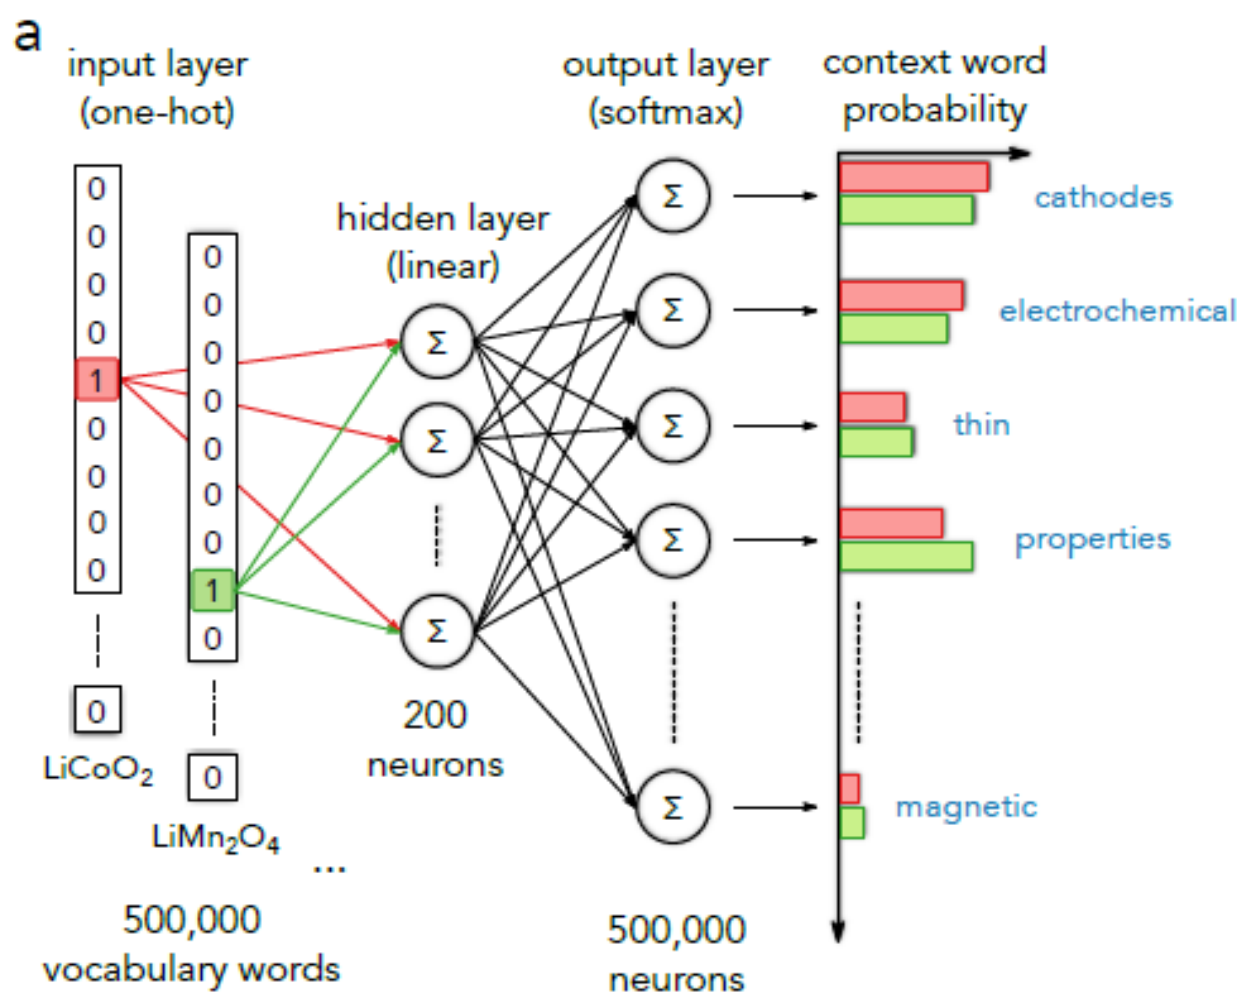 a
input layer
(one-hot)
output layer
(softmax)
context word
probability
hidden layer
(linear)
0
0
0
0
1
0
0
0
0
0
LiCoO₂
0
0
0
0
0
0
0
1
0
0
LiMn₂O₄
...
500,000
vocabulary words
Σ
Σ
Σ
200
neurons
Σ
Σ
Σ
Σ
Σ
500,000
neurons
cathodes
electrochemical
thin
properties
magnetic